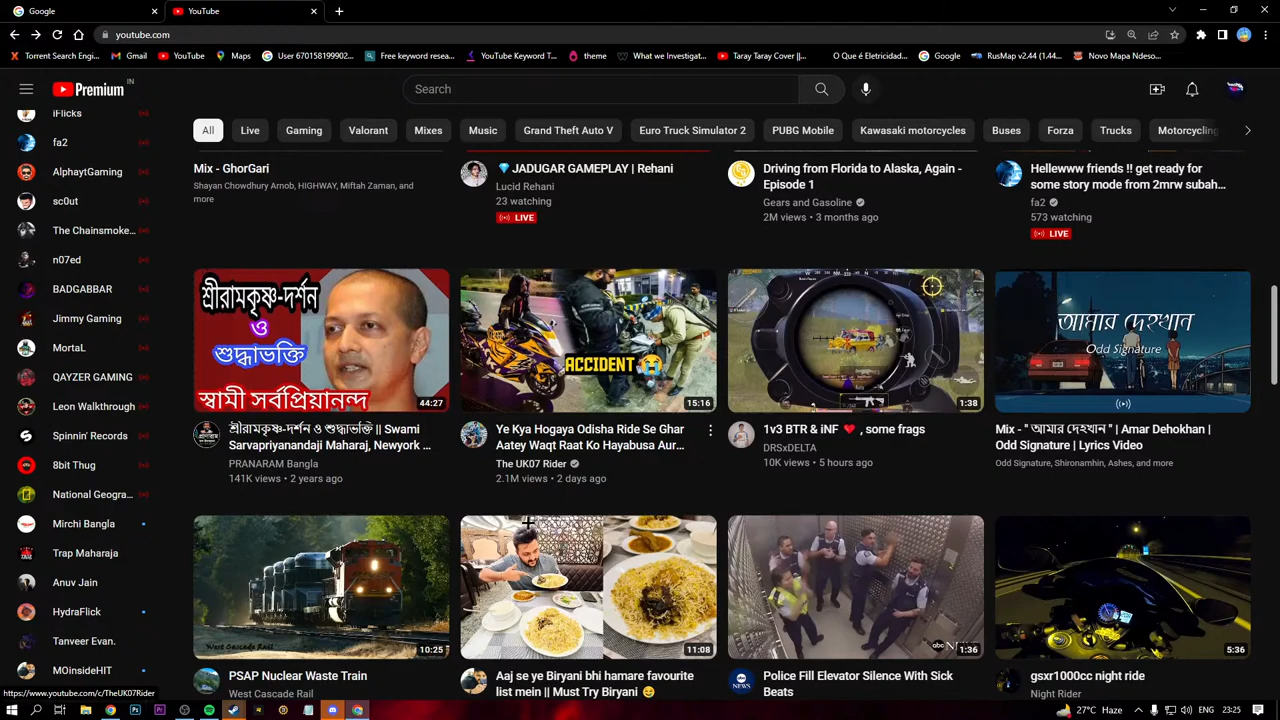 Google
YouTube
youtube.com
Torrent Search Engi...
Gmail
YouTube
Maps
User 670158199902...
Free keyword resea...
YouTube Keyword T...
theme
What we Investigat...
Taray Taray Cover ||...
O Que é Eletricidad...
Google
RusMap v2.44 (1.44...
Novo Mapa Ndeso...
Premium IN
Search
iFlicks
fa2
AlphaytGaming
sc0ut
The Chainsmoke...
n07ed
BADGABBAR
Jimmy Gaming
MortaL
QAYZER GAMING
Leon Walkthrough
Spinnin' Records
8bit Thug
National Geogra...
Mirchi Bangla
Trap Maharaja
Anuv Jain
HydraFlick
Tanveer Evan.
MOinsideHIT
All
Live
Gaming
Valorant
Mixes
Music
Grand Theft Auto V
Euro Truck Simulator 2
PUBG Mobile
Kawasaki motorcycles
Buses
Forza
Trucks
Motorcycling
Mix - GhorGari
Shayan Chowdhury Arnob, HIGHWAY, Miftah Zaman, and
more
💎 JADUGAR GAMEPLAY | Rehani
Lucid Rehani
23 watching
LIVE
Driving from Florida to Alaska, Again -
Episode 1
Gears and Gasoline
2M views • 3 months ago
Hellewww friends !! get ready for
some story mode from 2mrw subah...
fa2
573 watching
LIVE
শ্রীরামকৃষ্ণ-দর্শন
ও
শুদ্ধাভক্তি
স্বামী সর্বপ্রিয়ানন্দ
44:27
শ্রীরামকৃষ্ণ-দর্শন ও শুদ্ধাভক্তি || Swami
Sarvapriyanandaji Maharaj, Newyork ...
PRANARAM Bangla
141K views • 2 years ago
ACCIDENT 😭
15:16
Ye Kya Hogaya Odisha Ride Se Ghar
Aatey Waqt Raat Ko Hayabusa Aur...
The UK07 Rider
2.1M views • 2 days ago
1:38
1v3 BTR & iNF ❤️ , some frags
DRSxDELTA
10K views • 5 hours ago
আমার দেহখান
Odd Signature
Mix - " আমার দেহখান " | Amar Dehokhan |
Odd Signature | Lyrics Video
Odd Signature, Shironamhin, Ashes, and more
West Cascade Rail
10:25
PSAP Nuclear Waste Train
West Cascade Rail
11:08
Aaj se ye Biryani bhi hamare favourite
list mein || Must Try Biryani 😋
abc NEWS
1:36
Police Fill Elevator Silence With Sick
Beats
ABC News
5:36
gsxr1000cc night ride
Night Rider
https://www.youtube.com/c/TheUK07Rider
27°C Haze
ENG
23:25